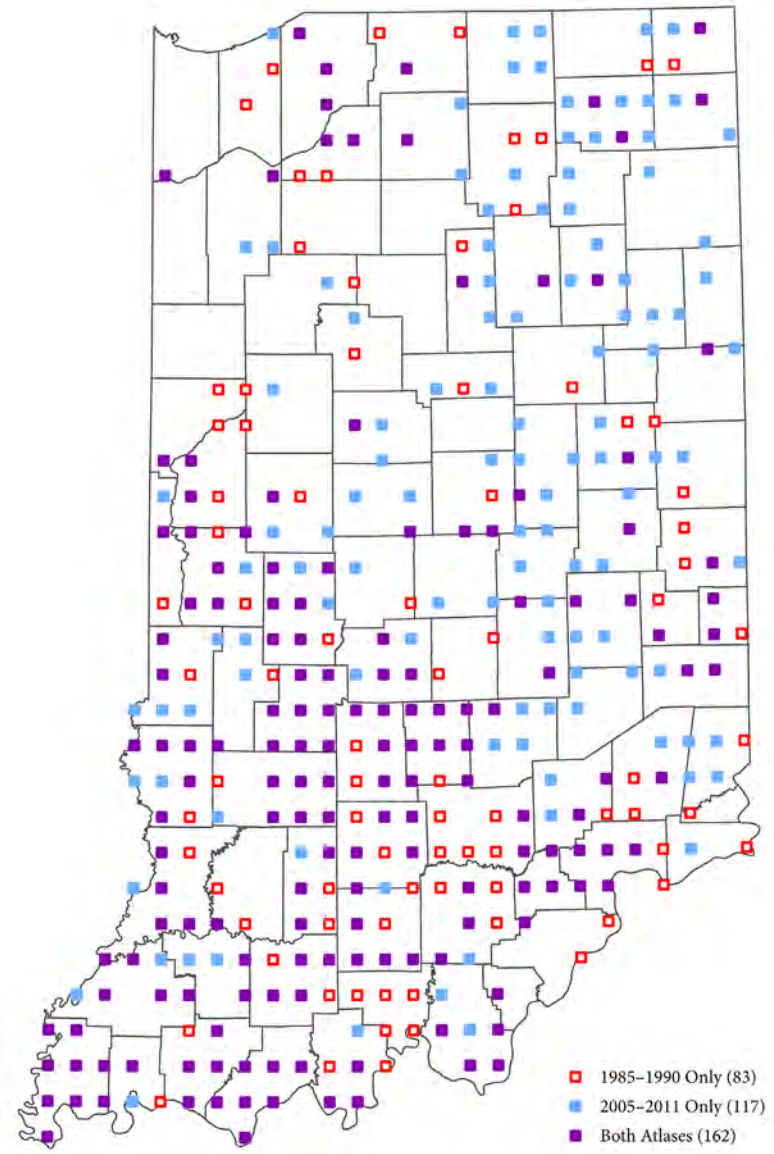 1985–1990 Only (83)
2005–2011 Only (117)
Both Atlases (162)